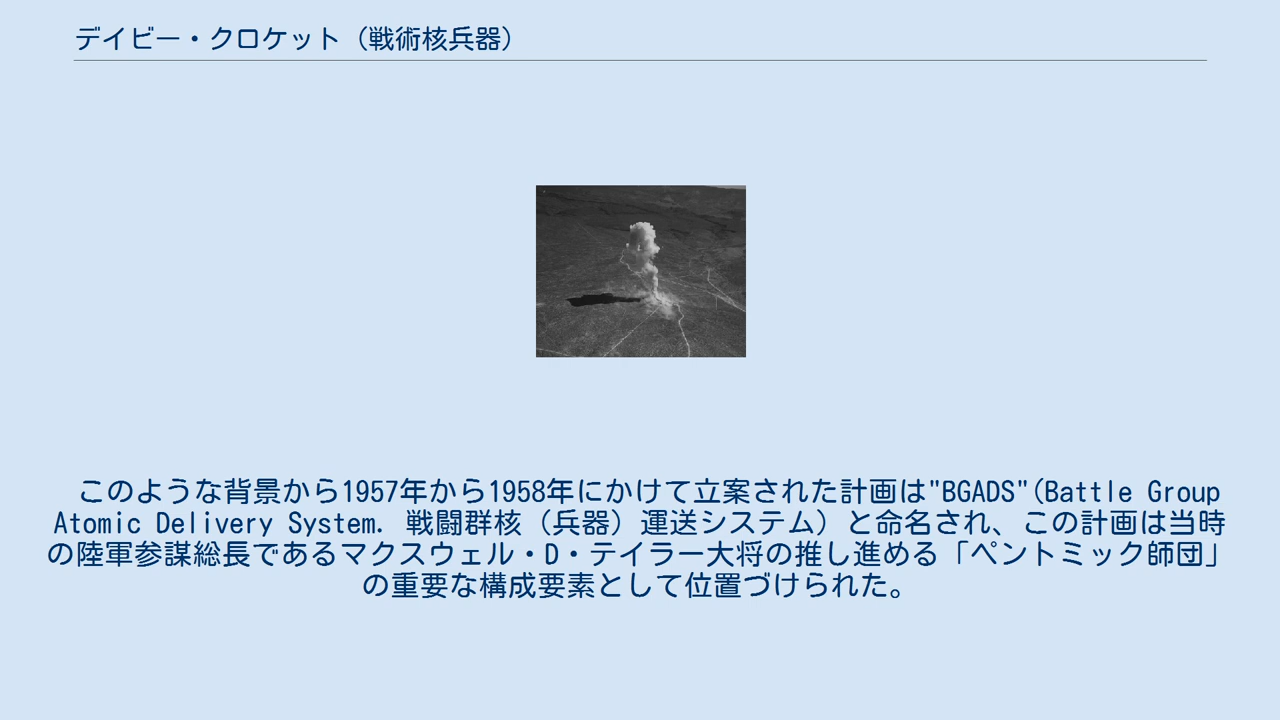 デイビー・クロケット（戦術核兵器）
このような背景から1957年から1958年にかけて立案された計画は"BGADS"(Battle Group
Atomic Delivery System. 戦闘群核（兵器）運送システム）と命名され、この計画は当時
の陸軍参謀総長であるマクスウェル・D・テイラー大将の推し進める「ペントミック師団」
の重要な構成要素として位置づけられた。